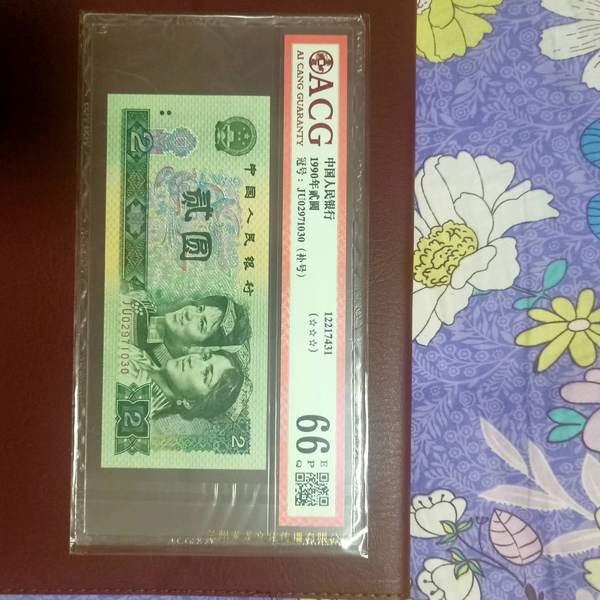 ACG
AI CANG GUARANTY
中国人民银行
1990年贰圆
冠号：JU02971030（补号）
12217431
(☆☆☆)
66
E
P
Q
2
中国人民银行
贰圆
JU02971030
2
2